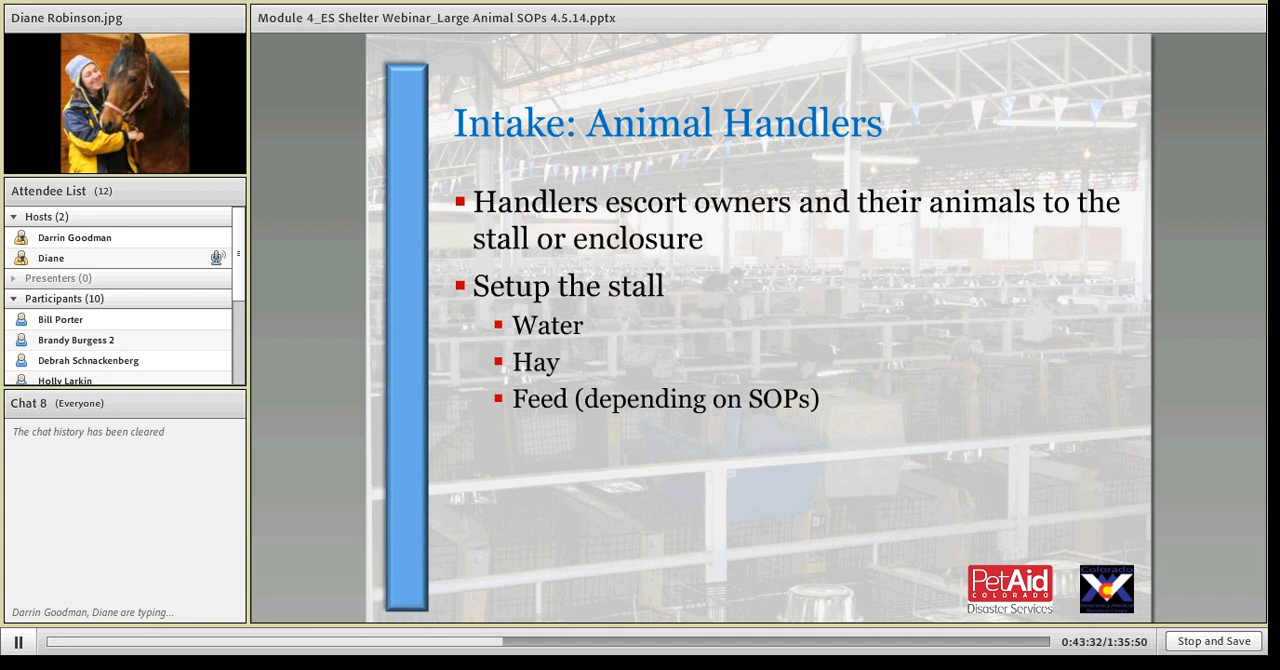 Diane Robinson.jpg
Attendee List (12)
Hosts (2)
Darrin Goodman
Diane
Presenters (0)
Participants (10)
Bill Porter
Brandy Burgess 2
Debrah Schnackenberg
Holly Larkin
Chat 8 (Everyone)
The chat history has been cleared
Darrin Goodman, Diane are typing...
Module 4_ES Shelter Webinar_Large Animal SOPs 4.5.14.pptx
Intake: Animal Handlers
Handlers escort owners and their animals to the
stall or enclosure
Setup the stall
Water
Hay
Feed (depending on SOPs)
PetAid
COLORADO
Disaster Services
Colorado
0:43:32/1:35:50
Stop and Save